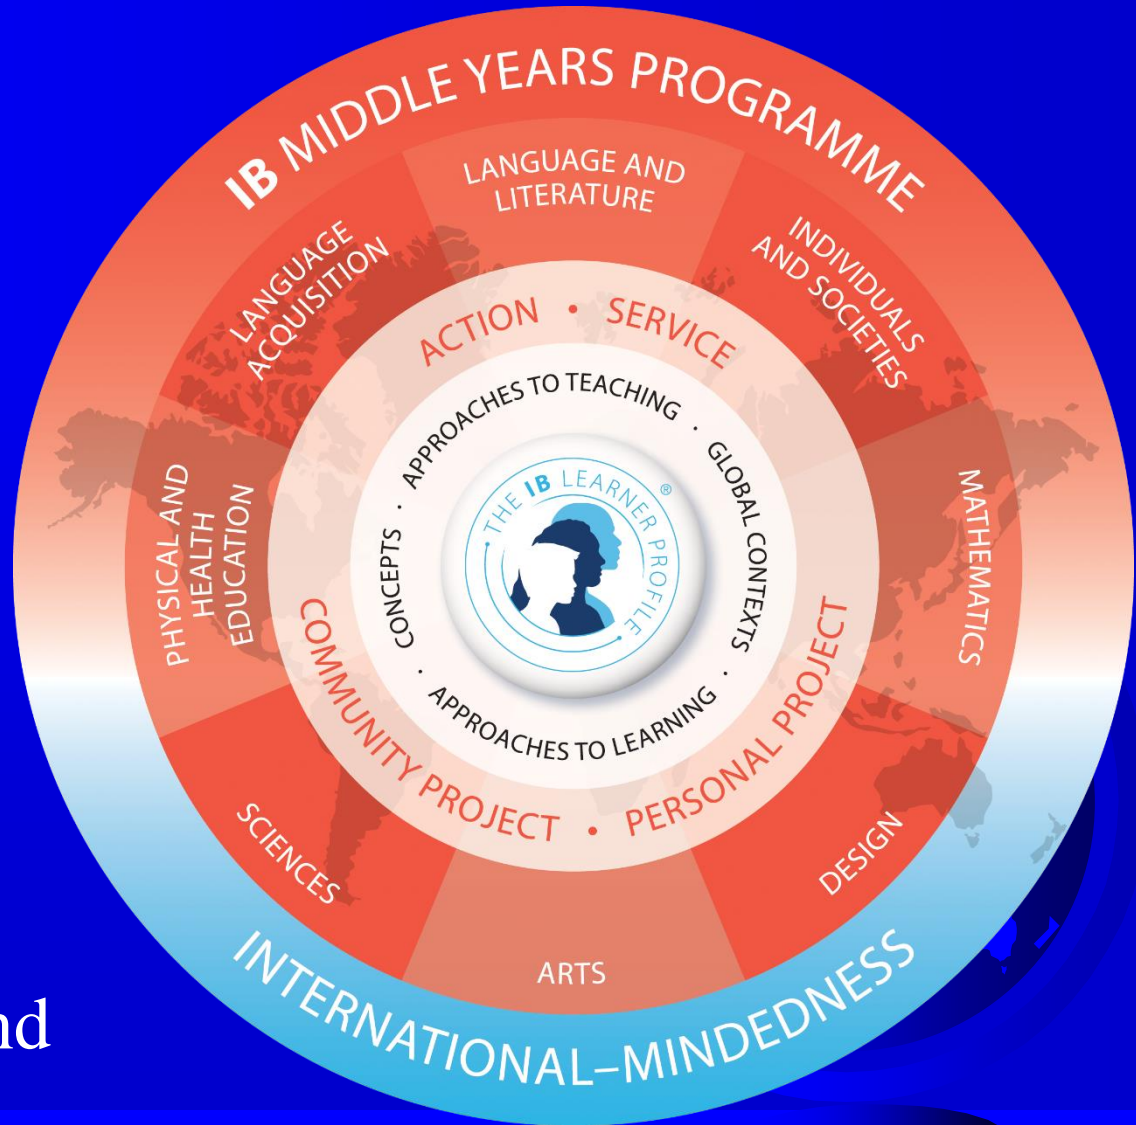 IB MIDDLE YEARS PROGRAMME
LANGUAGE AND
LITERATURE
LANGUAGE
ACQUISITION
INDIVIDUALS
AND SOCIETIES
PHYSICAL AND
HEALTH
EDUCATION
MATHEMATICS
SCIENCES
DESIGN
ARTS
ACTION • SERVICE
COMMUNITY PROJECT • PERSONAL PROJECT
APPROACHES TO TEACHING ·
GLOBAL CONTEXTS ·
APPROACHES TO LEARNING
· CONCEPTS ·
• THE IB LEARNER PROFILE • ®
INTERNATIONAL–MINDEDNESS